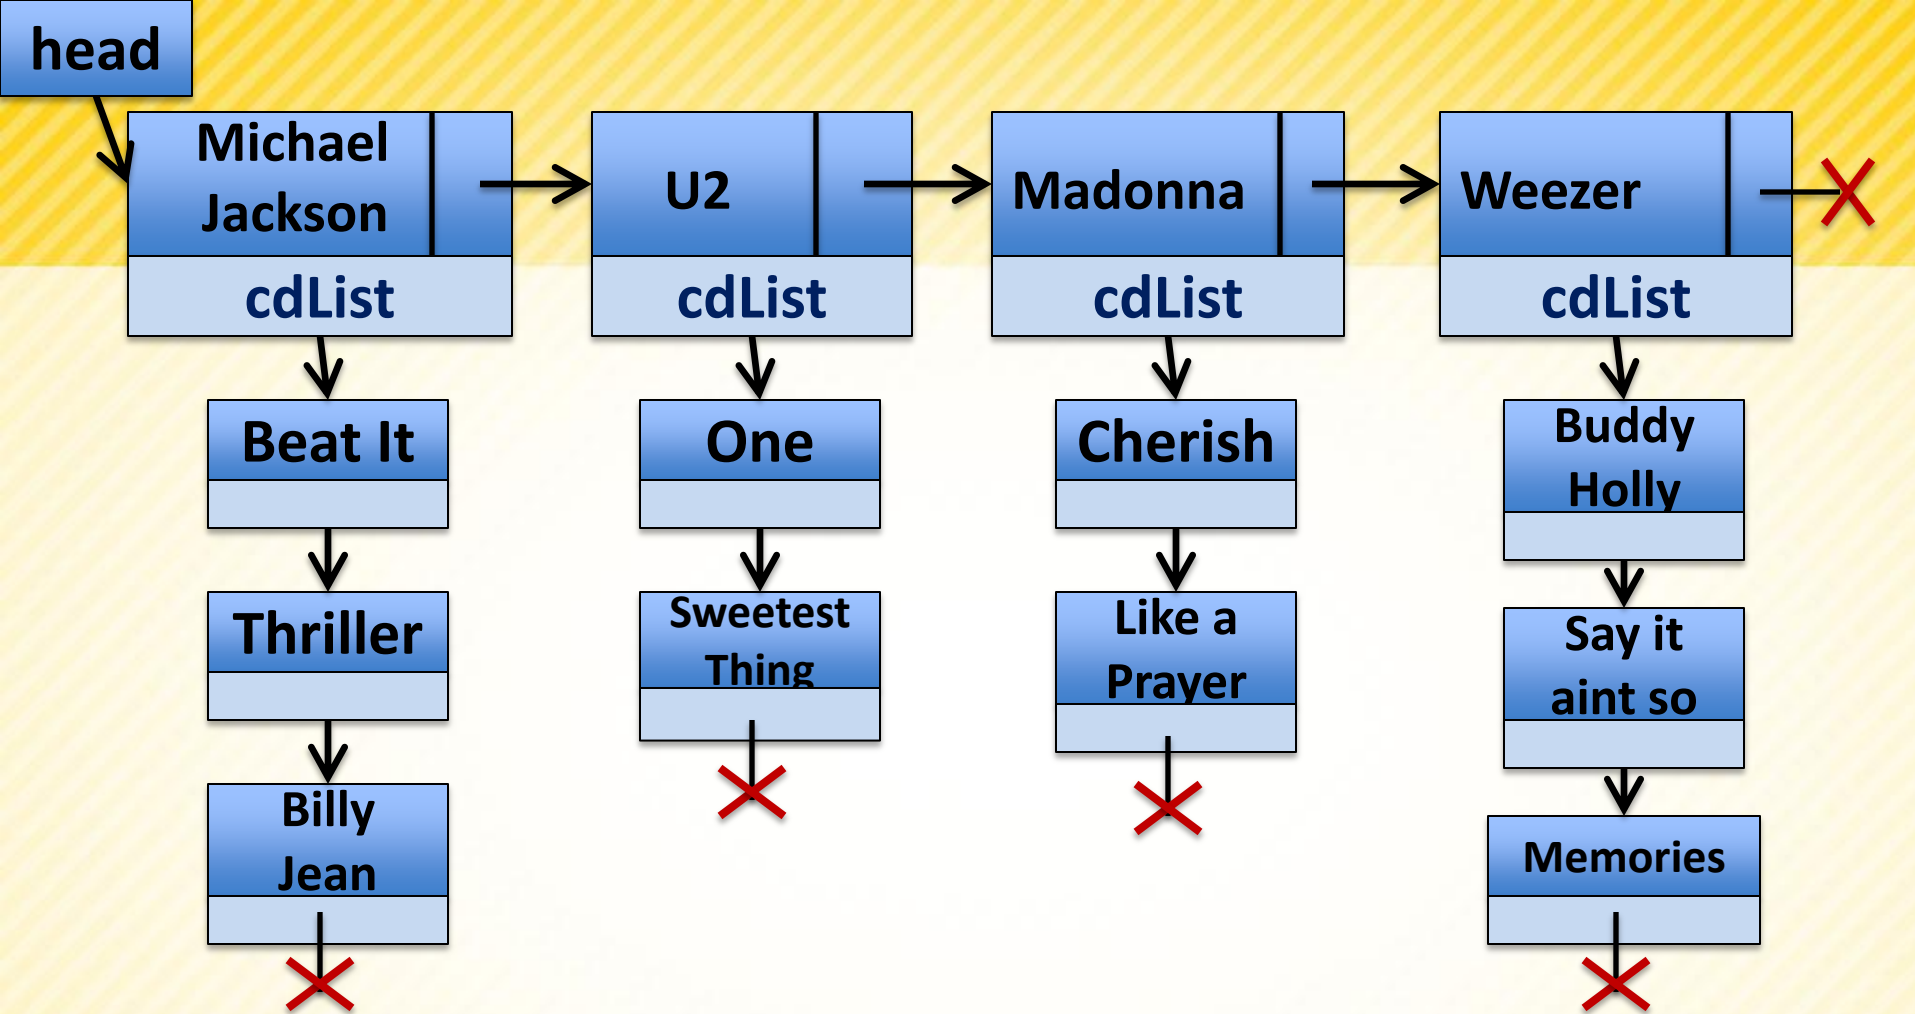 head
Michael
Jackson
U2
Madonna
Weezer
cdList
cdList
cdList
cdList
Beat It
One
Cherish
Buddy
Holly
Thriller
Sweetest
Thing
Like a
Prayer
Say it
aint so
Billy
Jean
Memories